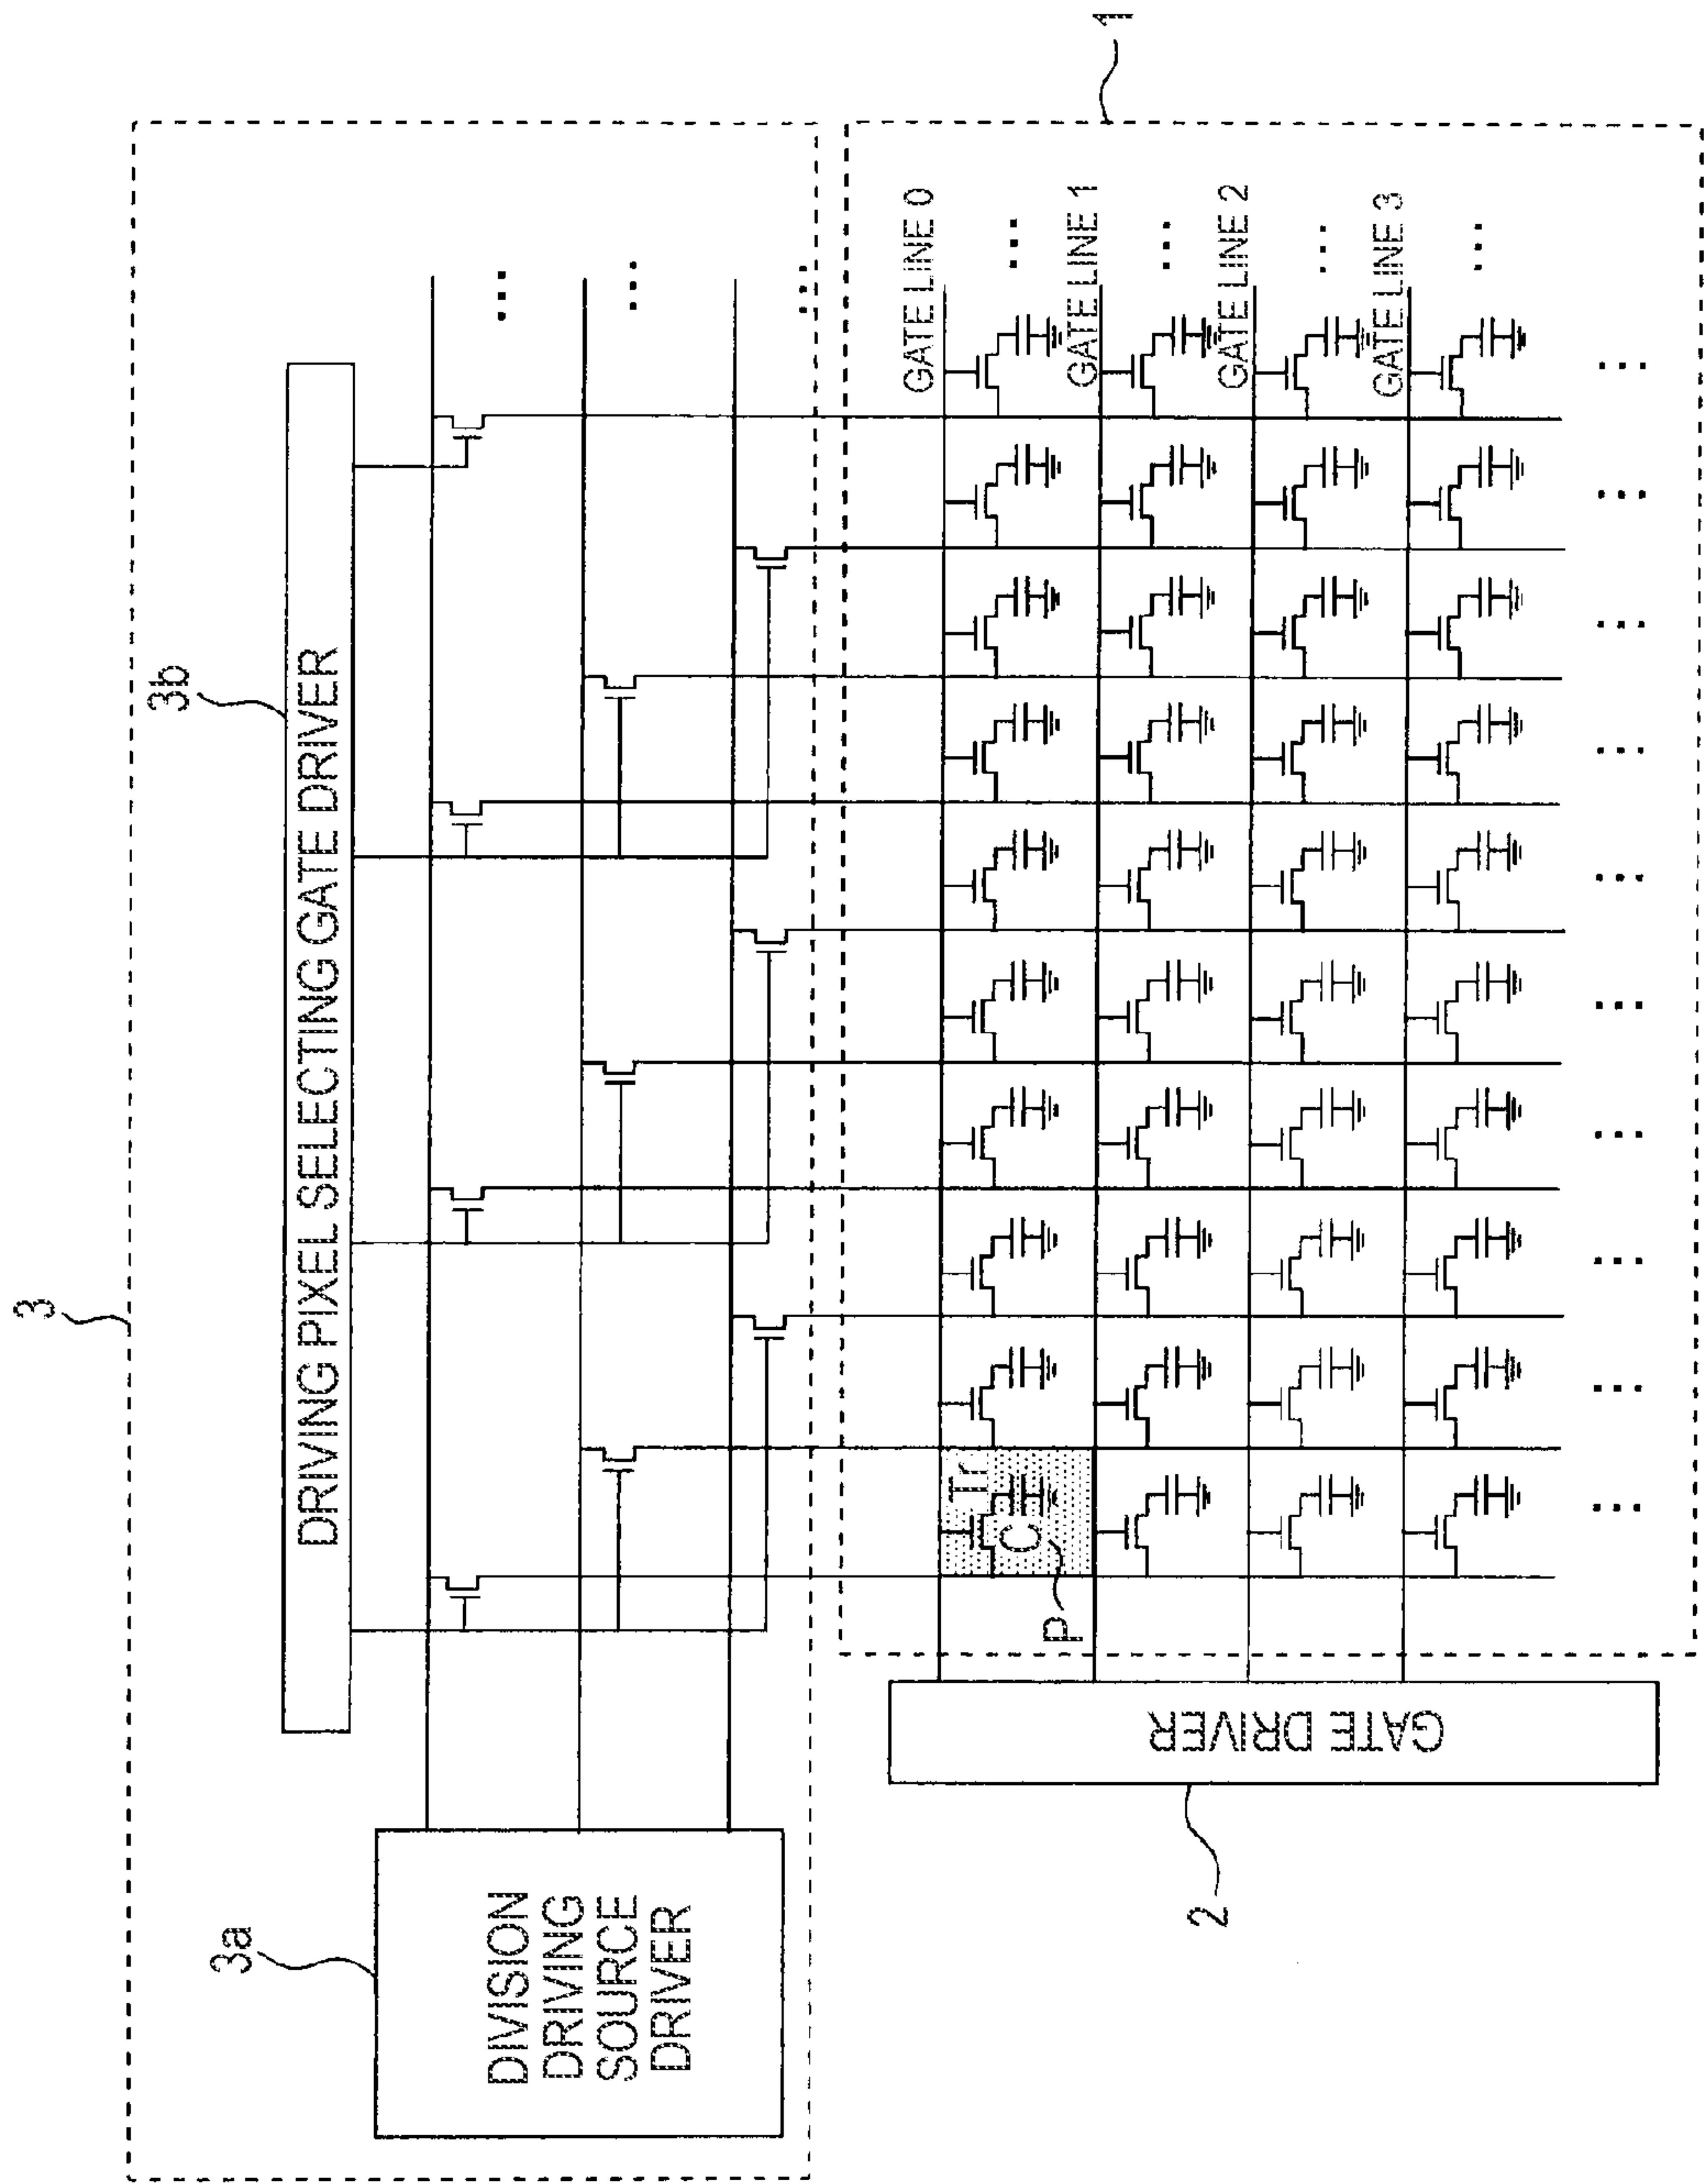 3
3b
DRIVING PIXEL SELECTING GATE DRIVER
3a
DIVISION
DRIVING
SOURCE
DRIVER
...
...
...
1
GATE LINE 0
...
GATE LINE 1
...
GATE LINE 2
...
GATE LINE 3
...
Tr
C
P
GATE DRIVER
2
... ... ... ... ... ... ... ... ... ...